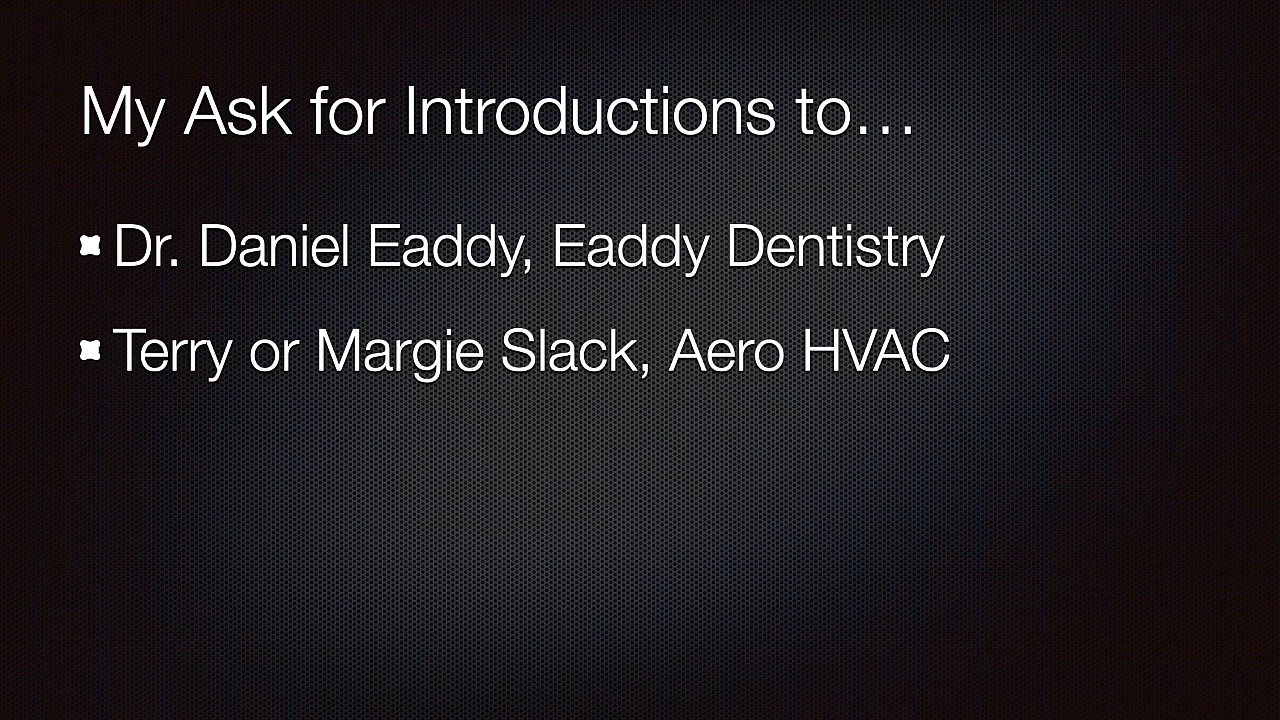 My Ask for Introductions to…
Dr. Daniel Eaddy, Eaddy Dentistry
Terry or Margie Slack, Aero HVAC